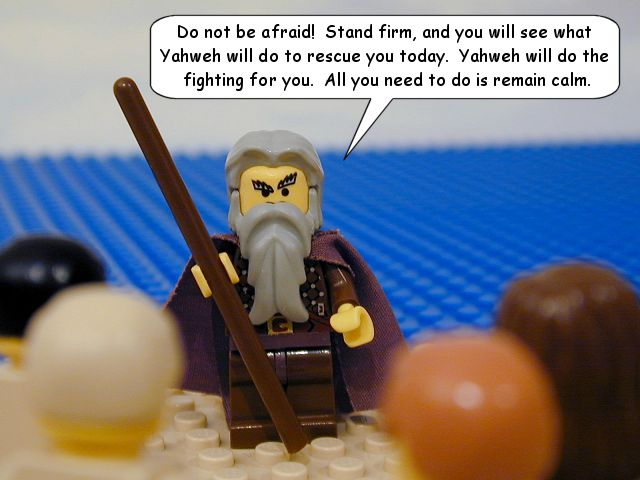 Do not be afraid! Stand firm, and you will see what
Yahweh will do to rescue you today. Yahweh will do the
fighting for you. All you need to do is remain calm.